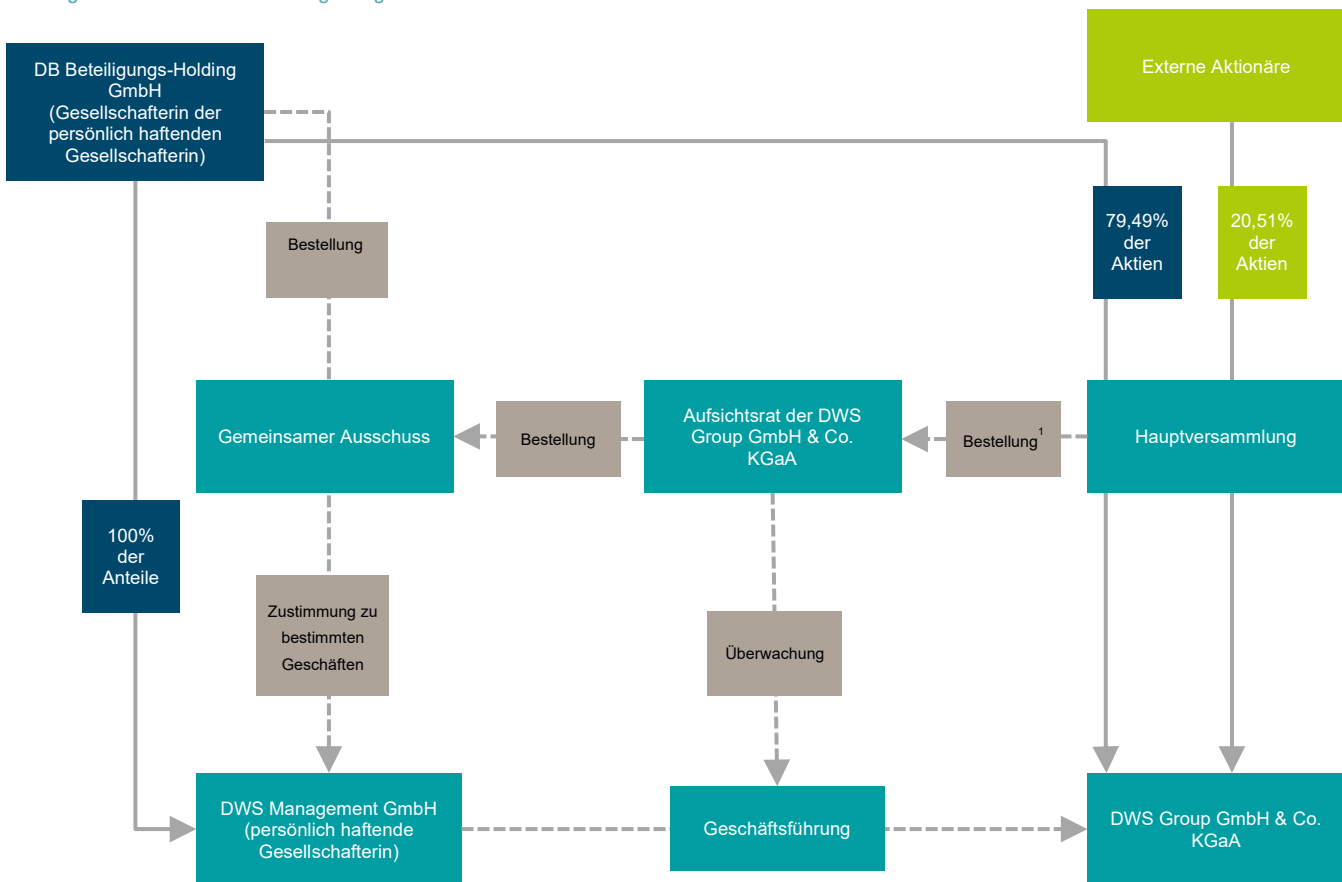 DB Beteiligungs-Holding
GmbH
(Gesellschafterin der
persönlich haftenden
Gesellschafterin)
Externe Aktionäre
Bestellung
79,49%
der
Aktien
20,51%
der
Aktien
Gemeinsamer Ausschuss
Bestellung
Aufsichtsrat der DWS
Group GmbH & Co.
KGaA
Bestellung1
Hauptversammlung
100%
der
Anteile
Zustimmung zu
bestimmten
Geschäften
Überwachung
DWS Management GmbH
(persönlich haftende
Gesellschafterin)
Geschäftsführung
DWS Group GmbH & Co.
KGaA